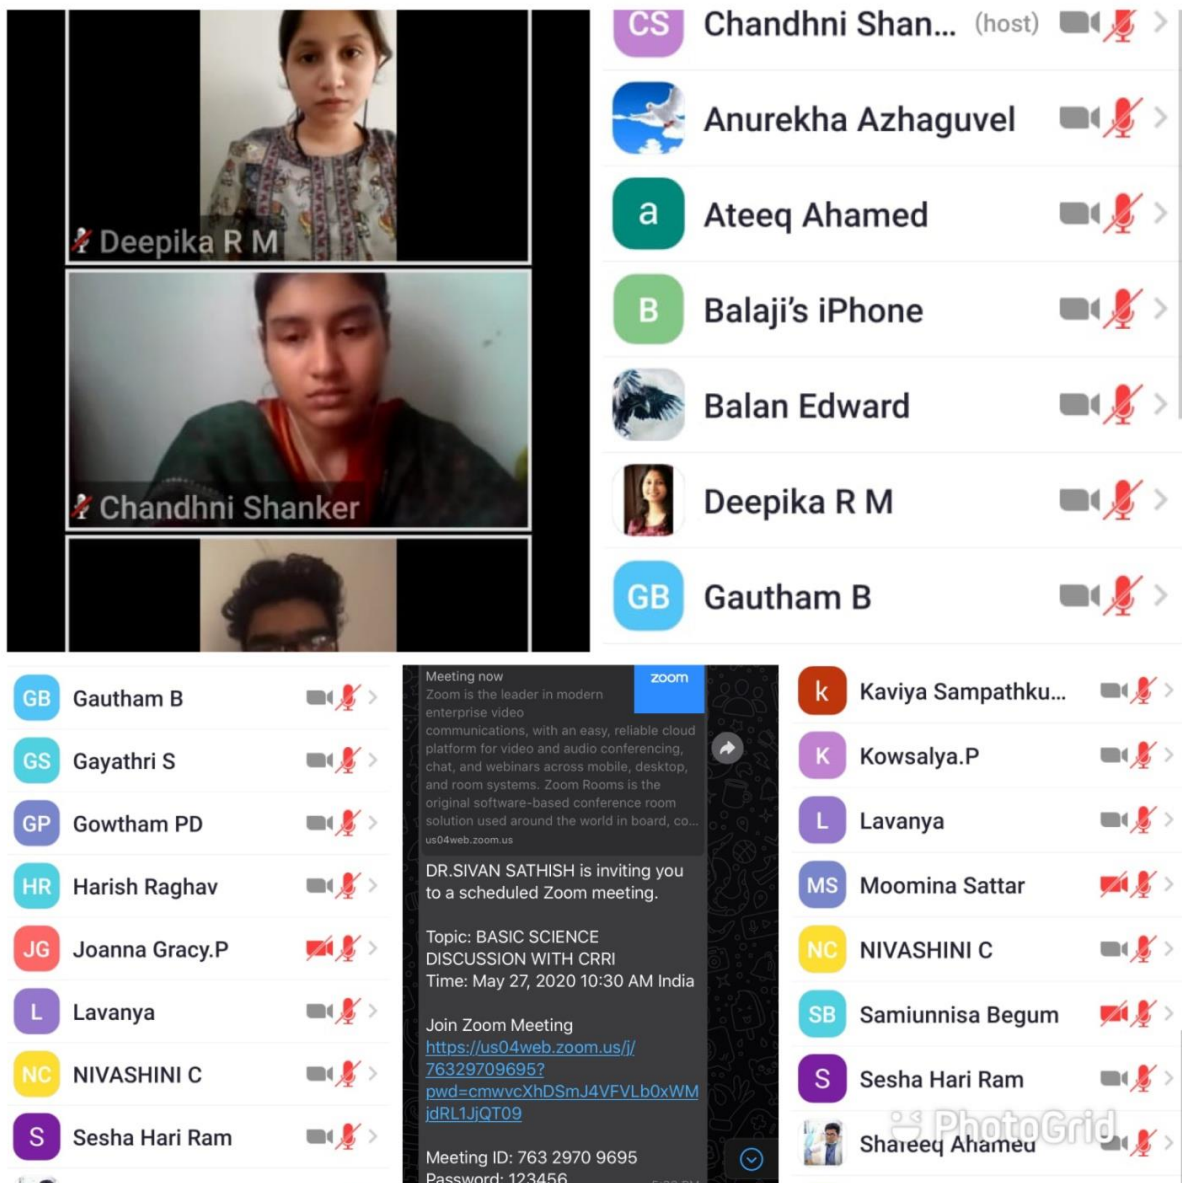 Deepika R M
Chandhni Shanker
CS
Chandhni Shan... (host)
Anurekha Azhaguvel
a
Ateeq Ahamed
B
Balaji’s iPhone
Balan Edward
Deepika R M
GB
Gautham B
GB
Gautham B
GS
Gayathri S
GP
Gowtham PD
HR
Harish Raghav
JG
Joanna Gracy.P
L
Lavanya
NC
NIVASHINI C
S
Sesha Hari Ram
Meeting now
zoom
Zoom is the leader in modern
enterprise video
communications, with an easy, reliable cloud
platform for video and audio conferencing,
chat, and webinars across mobile, desktop,
and room systems. Zoom Rooms is the
original software-based conference room
solution used around the world in board, co...
us04web.zoom.us
DR.SIVAN SATHISH is inviting you
to a scheduled Zoom meeting.
Topic: BASIC SCIENCE
DISCUSSION WITH CRRI
Time: May 27, 2020 10:30 AM India
Join Zoom Meeting
https://us04web.zoom.us/j/
76329709695?
pwd=cmwvcXhDSmJ4VFVLb0xWM
jdRL1JjQT09
Meeting ID: 763 2970 9695
Password: 123456
k
Kaviya Sampathku...
K
Kowsalya.P
L
Lavanya
MS
Moomina Sattar
NC
NIVASHINI C
SB
Samiunnisa Begum
S
Sesha Hari Ram
PhotoGrid
Shafeeq Ahamed